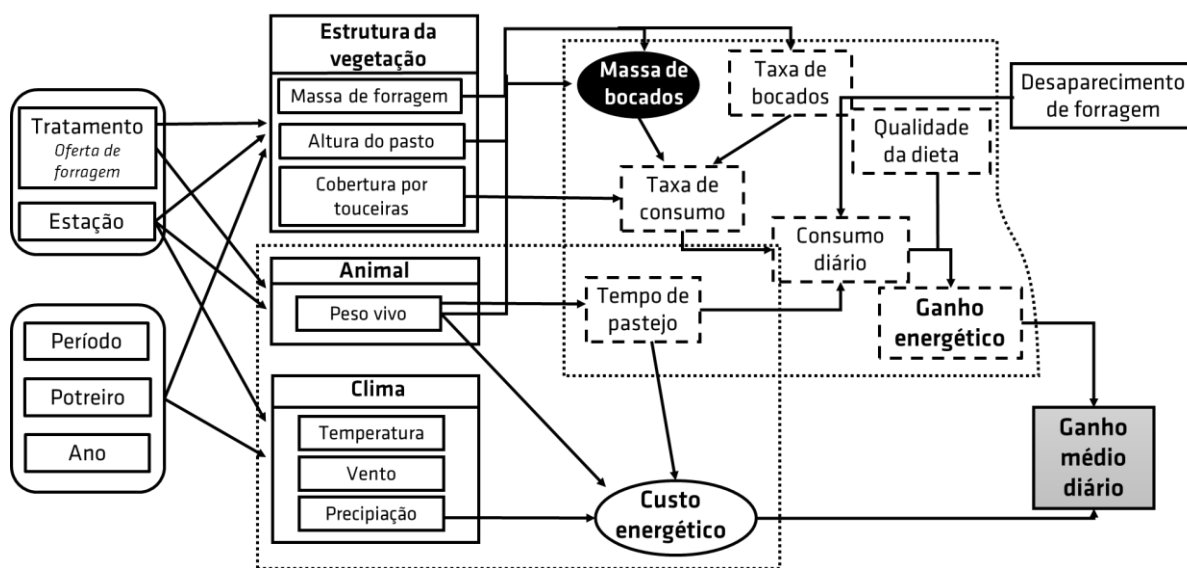 Tratamento
Oferta de
forragem
Estação
Período
Potreiro
Ano
Estrutura da
vegetação
Massa de forragem
Altura do pasto
Cobertura por
touceiras
Animal
Peso vivo
Clima
Temperatura
Vento
Precipiação
Massa de
bocados
Taxa de
bocados
Qualidade
da dieta
Desaparecimento
de forragem
Taxa de
consumo
Consumo
diário
Tempo de
pastejo
Ganho
energético
Custo
energético
Ganho
médio
diário